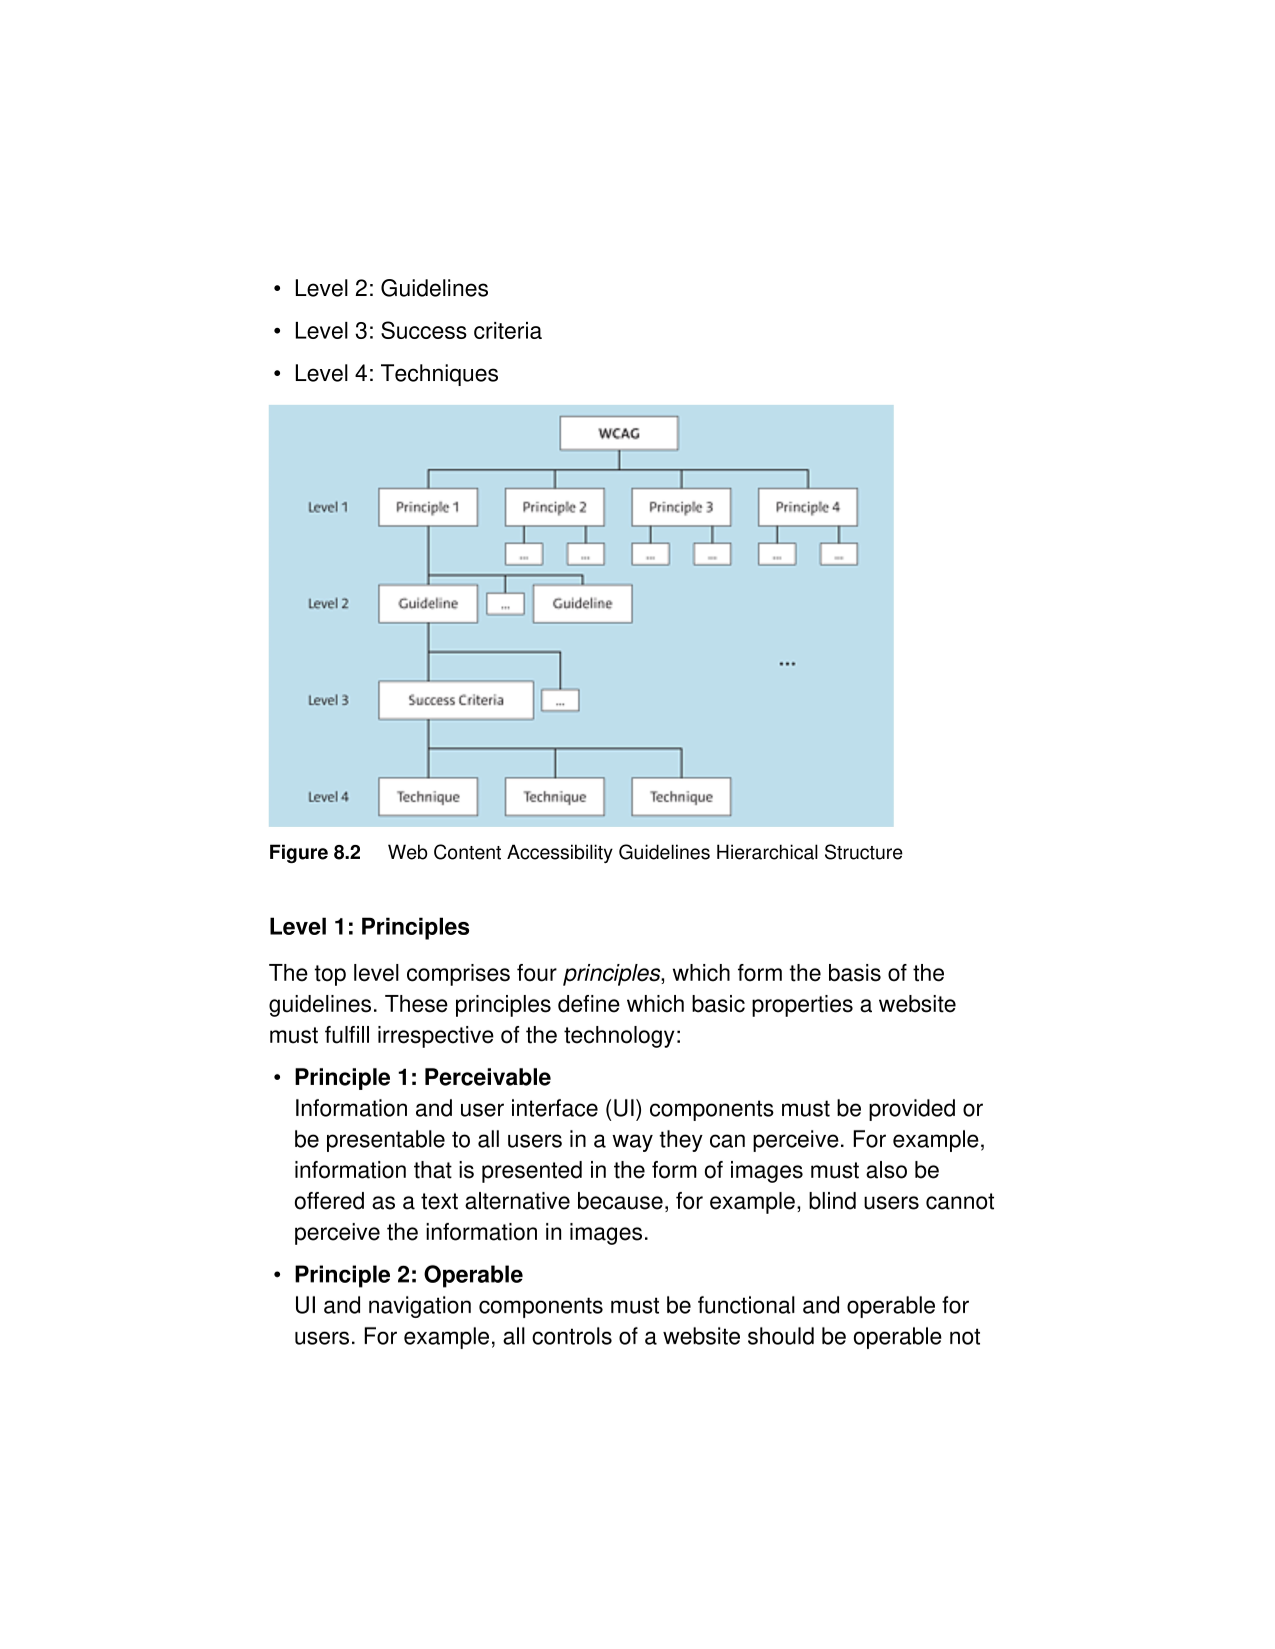 • Level 2: Guidelines
• Level 3: Success criteria
• Level 4: Techniques
WCAG
Level 1 Principle 1 Principle 2 Principle 3 Principle 4
... ... ... ... ... ...
Level 2 Guideline ... Guideline
...
Level 3 Success Criteria ...
Level 4 Technique Technique Technique
Figure 8.2 Web Content Accessibility Guidelines Hierarchical Structure
Level 1: Principles
The top level comprises four principles, which form the basis of the
guidelines. These principles define which basic properties a website
must fulfill irrespective of the technology:
• Principle 1: Perceivable
Information and user interface (UI) components must be provided or
be presentable to all users in a way they can perceive. For example,
information that is presented in the form of images must also be
offered as a text alternative because, for example, blind users cannot
perceive the information in images.
• Principle 2: Operable
UI and navigation components must be functional and operable for
users. For example, all controls of a website should be operable not